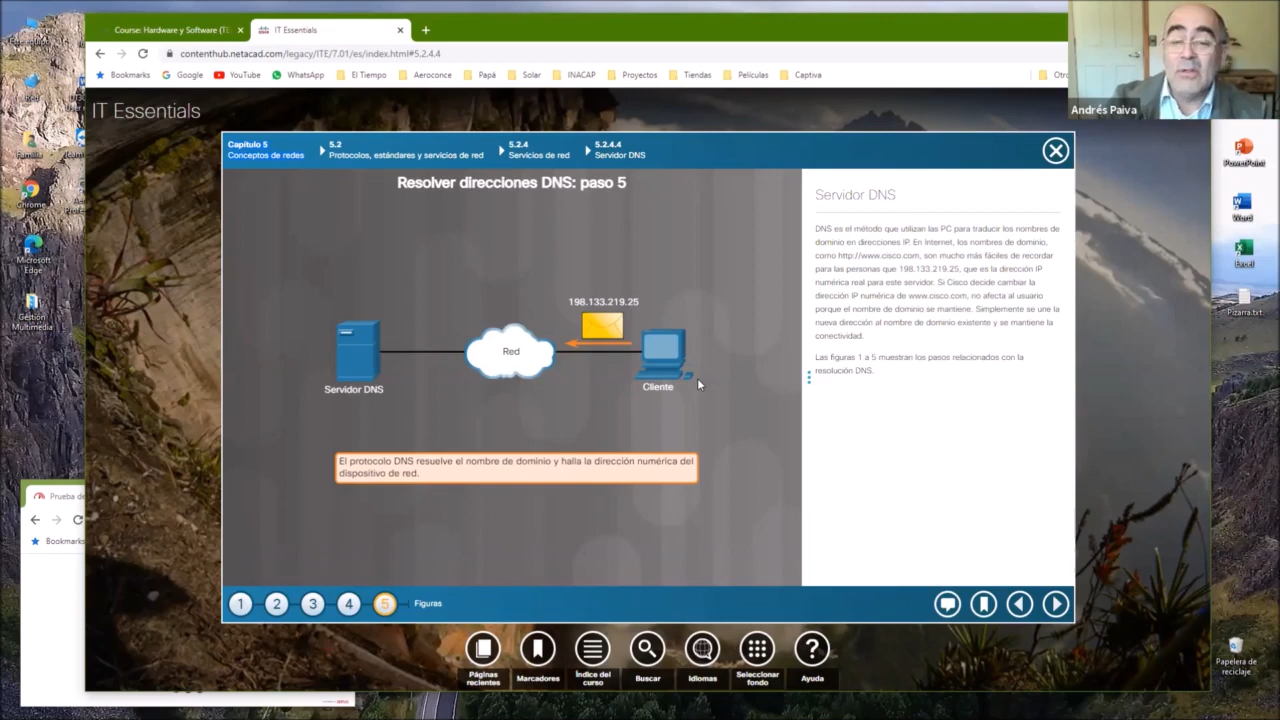 Course: Hardware y Software (T
IT Essentials
contenthub.netacad.com/legacy/ITE/7.01/es/index.html#5.2.4.4
Bookmarks
Google
YouTube
WhatsApp
El Tiempo
Aeroconce
Papá
Solar
INACAP
Proyectos
Tiendas
Películas
Captiva
Otro
Andrés Paiva
IT Essentials
Capítulo 5
Conceptos de redes
5.2
Protocolos, estándares y servicios de red
5.2.4
Servicios de red
5.2.4.4
Servidor DNS
Resolver direcciones DNS: paso 5
198.133.219.25
Red
Servidor DNS
Cliente
El protocolo DNS resuelve el nombre de dominio y halla la dirección numérica del
dispositivo de red.
Servidor DNS
DNS es el método que utilizan las PC para traducir los nombres de
dominio en direcciones IP. En Internet, los nombres de dominio,
como http://www.cisco.com, son mucho más fáciles de recordar
para las personas que 198.133.219.25, que es la dirección IP
numérica real para este servidor. Si Cisco decide cambiar la
dirección IP numérica de www.cisco.com, no afecta al usuario
porque el nombre de dominio se mantiene. Simplemente se une la
nueva dirección al nombre de dominio existente y se mantiene la
conectividad.
Las figuras 1 a 5 muestran los pasos relacionados con la
resolución DNS.
1
2
3
4
5
Figuras
Páginas
recientes
Marcadores
Índice del
curso
Buscar
Idiomas
Seleccionar
fondo
Ayuda
Red
Familia
Chrome
Microsoft
Edge
Gestión
Multimedia
Prueba de
Bookmarks
PowerPoint
Word
Excel
Pizarra.txt
Papelera de
reciclaje